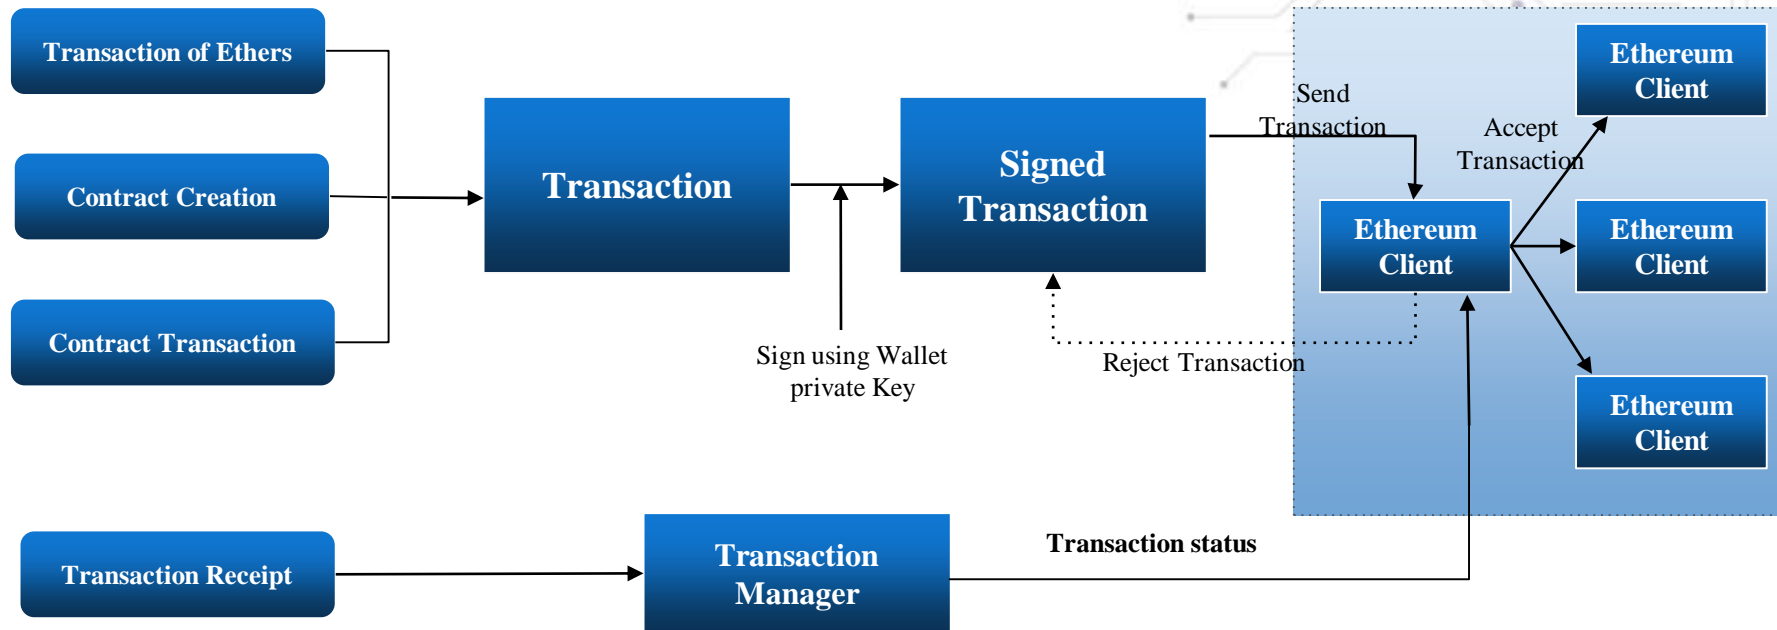 Transaction of Ethers
Contract Creation
Contract Transaction
Transaction
Sign using Wallet
private Key
Signed
Transaction
Send
Transaction
Reject Transaction
Ethereum
Client
Accept
Transaction
Ethereum
Client
Ethereum
Client
Ethereum
Client
Transaction Receipt
Transaction
Manager
Transaction status